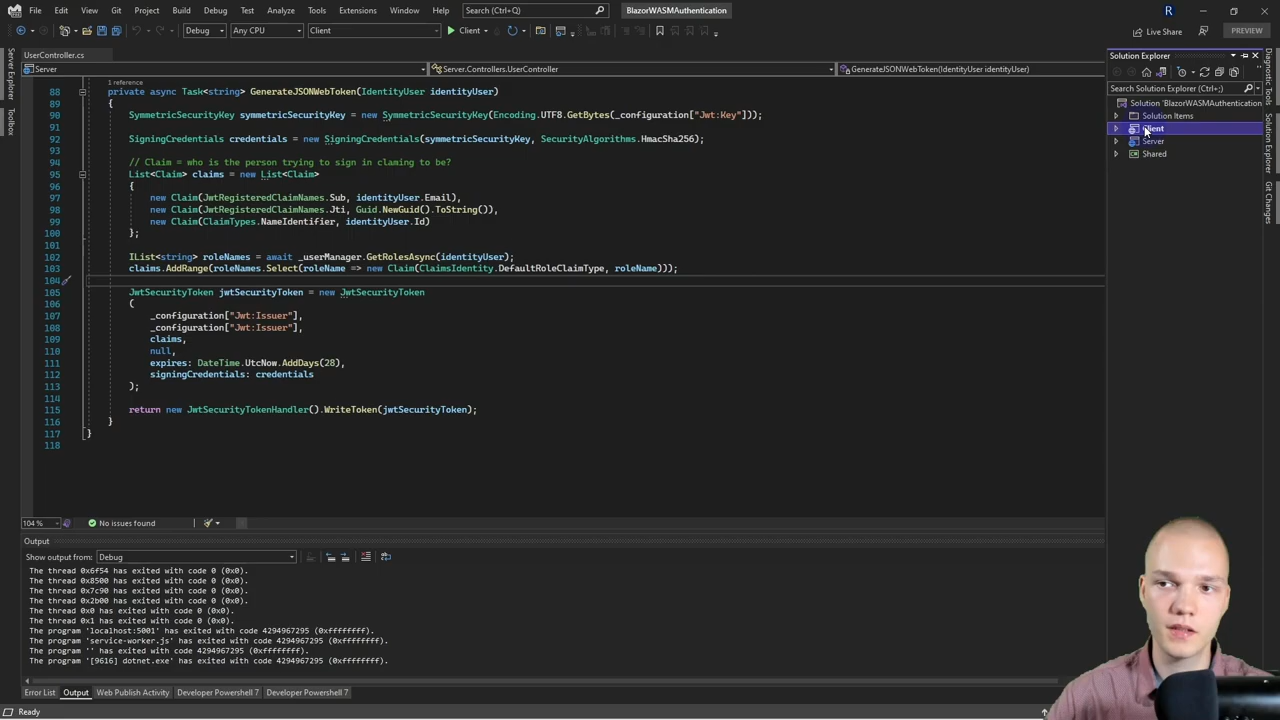 File Edit View Git Project Build Debug Test Analyze Tools Extensions Window Help Search (Ctrl+Q) BlazorWASMAuthentication R
Debug Any CPU Client Client Live Share PREVIEW
UserController.cs
Server Server.Controllers.UserController GenerateJSONWebToken(IdentityUser identityUser)
Server Explorer
Toolbox
1 reference
88 private async Task<string> GenerateJSONWebToken(IdentityUser identityUser)
89 {
90 SymmetricSecurityKey symmetricSecurityKey = new SymmetricSecurityKey(Encoding.UTF8.GetBytes(_configuration["Jwt:Key"]));
91
92 SigningCredentials credentials = new SigningCredentials(symmetricSecurityKey, SecurityAlgorithms.HmacSha256);
93
94 // Claim = who is the person trying to sign in claming to be?
95 List<Claim> claims = new List<Claim>
96 {
97 new Claim(JwtRegisteredClaimNames.Sub, identityUser.Email),
98 new Claim(JwtRegisteredClaimNames.Jti, Guid.NewGuid().ToString()),
99 new Claim(ClaimTypes.NameIdentifier, identityUser.Id)
100 };
101
102 IList<string> roleNames = await _userManager.GetRolesAsync(identityUser);
103 claims.AddRange(roleNames.Select(roleName => new Claim(ClaimsIdentity.DefaultRoleClaimType, roleName)));
104
105 JwtSecurityToken jwtSecurityToken = new JwtSecurityToken
106 (
107 _configuration["Jwt:Issuer"],
108 _configuration["Jwt:Issuer"],
109 claims,
110 null,
111 expires: DateTime.UtcNow.AddDays(28),
112 signingCredentials: credentials
113 );
114
115 return new JwtSecurityTokenHandler().WriteToken(jwtSecurityToken);
116 }
117 }
118
104 % No issues found
Output
Show output from: Debug
The thread 0x6f54 has exited with code 0 (0x0).
The thread 0x8500 has exited with code 0 (0x0).
The thread 0x7c90 has exited with code 0 (0x0).
The thread 0x2b00 has exited with code 0 (0x0).
The thread 0x0 has exited with code 0 (0x0).
The thread 0x1 has exited with code 0 (0x0).
The program 'localhost:5001' has exited with code 4294967295 (0xffffffff).
The program 'service-worker.js' has exited with code 4294967295 (0xffffffff).
The program '' has exited with code 4294967295 (0xffffffff).
The program '[9616] dotnet.exe' has exited with code 4294967295 (0xffffffff).
Error List Output Web Publish Activity Developer Powershell 7 Developer Powershell 7
Ready
Solution Explorer
Search Solution Explorer (Ctrl+;)
Solution 'BlazorWASMAuthentication
Solution Items
Client
Server
Shared
Diagnostic Tools
Solution Explorer
Git Changes